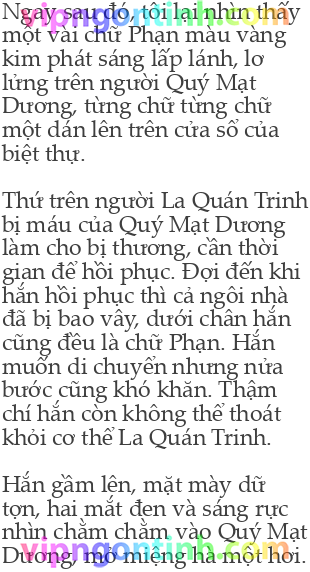 Ngay sau đó, tôi lại nhìn thấy
một vài chữ Phạn màu vàng
kim phát sáng lấp lánh, lơ
lửng trên người Quý Mạt
Dương, từng chữ từng chữ
một dán lên trên cửa sổ của
biệt thự.
Thứ trên người La Quán Trinh
bị máu của Quý Mạt Dương
làm cho bị thương, cần thời
gian để hồi phục. Đợi đến khi
hắn hồi phục thì cả ngôi nhà
đã bị bao vây, dưới chân hắn
cũng đều là chữ Phạn. Hắn
muốn di chuyển nhưng nửa
bước cũng khó khăn. Thậm
chí hắn còn không thể thoát
khỏi cơ thể La Quán Trinh.
Hắn gầm lên, mặt mày dữ
tợn, hai mắt đen và sáng rực
nhìn chằm chằm vào Quý Mạt
Dương, mở miệng hà một hơi.
vipngontinh.com
vipngontinh.com